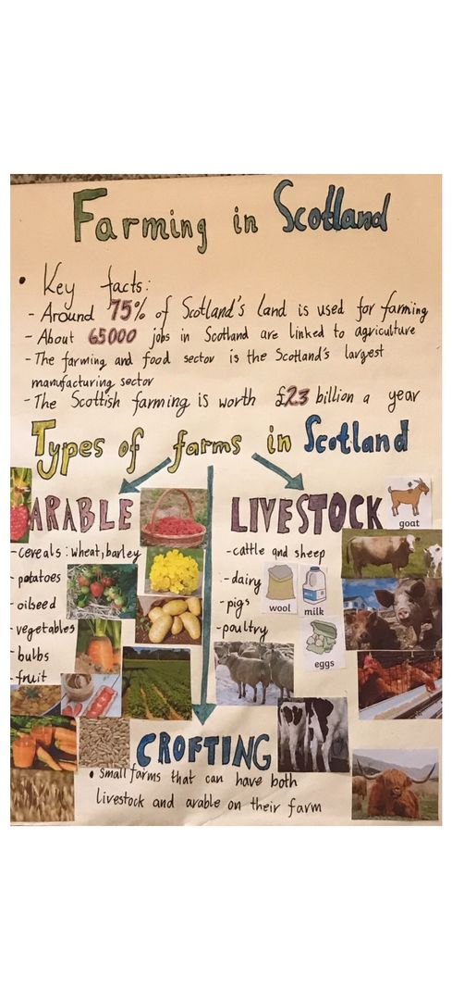 Farming in Scotland
• Key facts:
- Around 75% of Scotland's land is used for farming
- About 65000 jobs in Scotland are linked to agriculture
- The farming and food sector is the Scotland's largest
manufacturing sector
- The Scottish farming is worth £23 billion a year
Types of farms in Scotland
ARABLE
- cereals: wheat, barley
- potatoes
- oilseed
- vegetables
- bulbs
- fruit
LIVESTOCK
goat
- cattle and sheep
- dairy
- pigs
- poultry
wool
milk
eggs
CROFTING
• small farms that can have both
livestock and arable on their farm